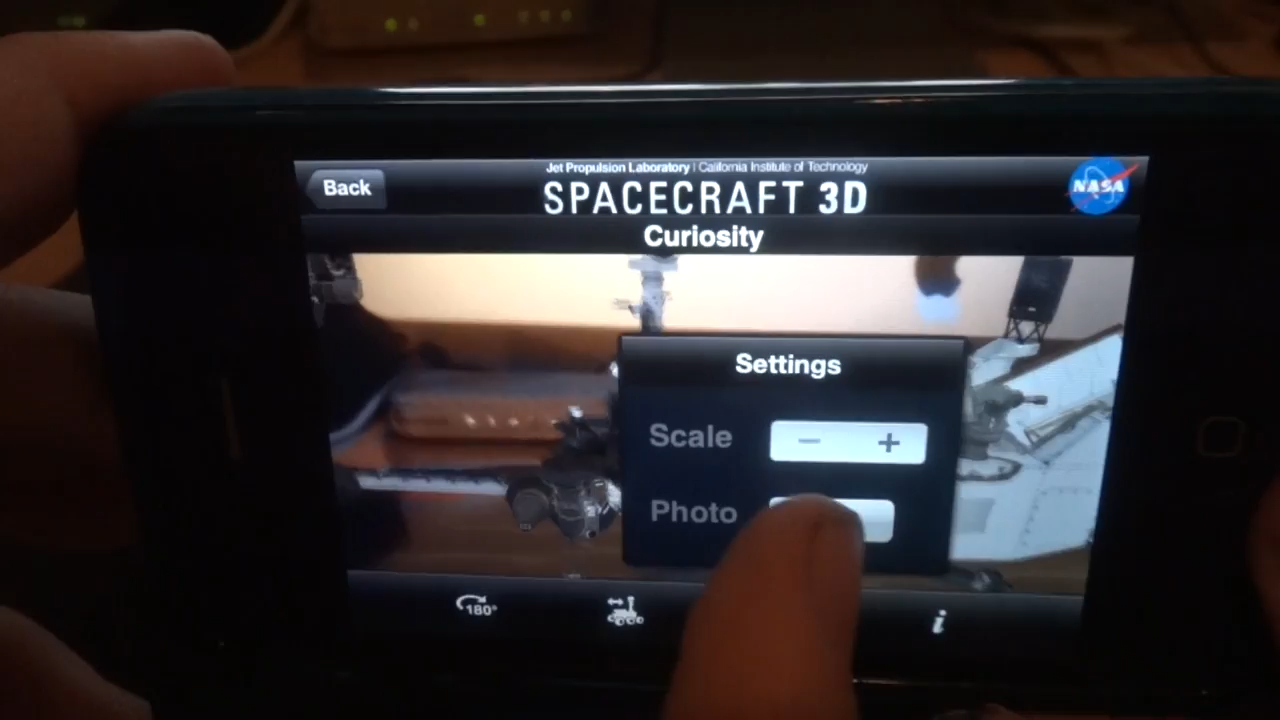 Jet Propulsion Laboratory | California Institute of Technology
Back
SPACECRAFT 3D
NASA
Curiosity
Settings
Scale − +
Photo
180°
i